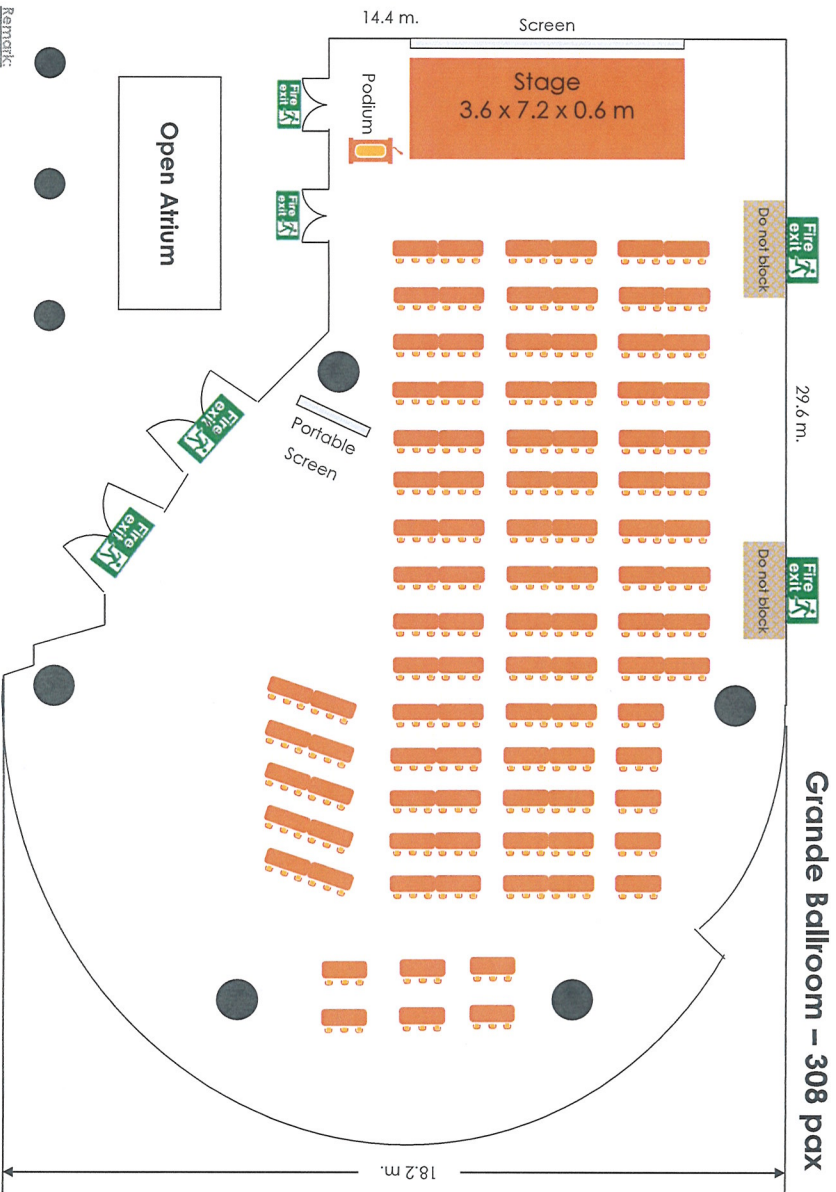 Grande Ballroom – 308 pax
14.4 m.
Screen
Stage
3.6 x 7.2 x 0.6 m
Podium
Fire
exit
Fire
exit
Open Atrium
Fire
exit
Do not block
29.6 m.
Fire
exit
Do not block
Portable
Screen
Fire
exit
Fire
exit
18.2 m.
Remark: